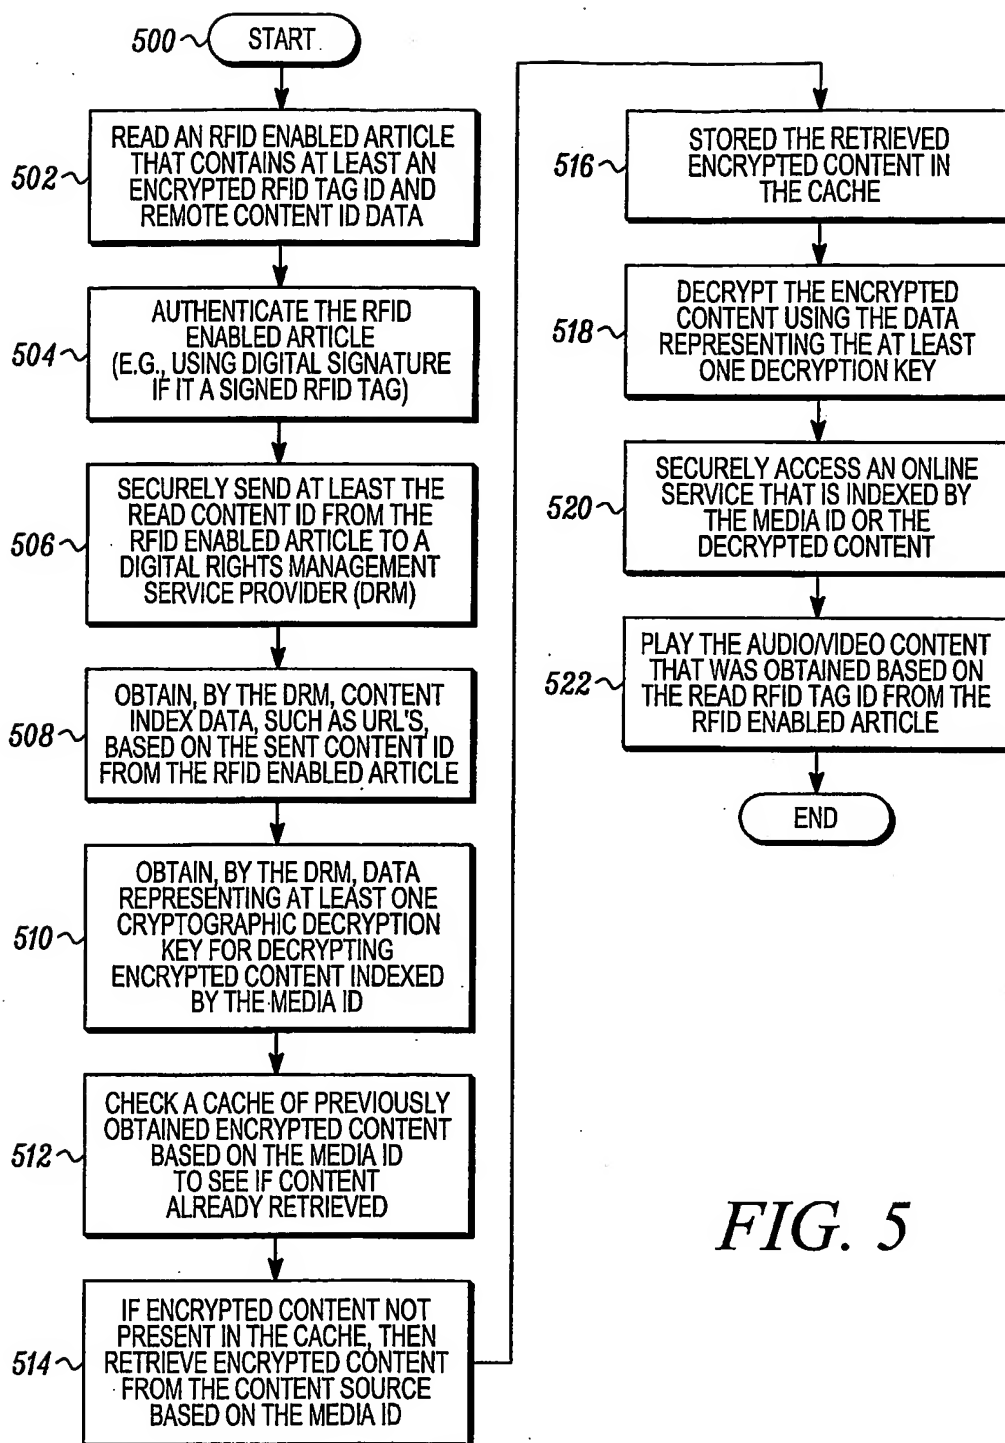 500
START
502
READ AN RFID ENABLED ARTICLE
THAT CONTAINS AT LEAST AN
ENCRYPTED RFID TAG ID AND
REMOTE CONTENT ID DATA
504
AUTHENTICATE THE RFID
ENABLED ARTICLE
(E.G., USING DIGITAL SIGNATURE
IF IT A SIGNED RFID TAG)
506
SECURELY SEND AT LEAST THE
READ CONTENT ID FROM THE
RFID ENABLED ARTICLE TO A
DIGITAL RIGHTS MANAGEMENT
SERVICE PROVIDER (DRM)
508
OBTAIN, BY THE DRM, CONTENT
INDEX DATA, SUCH AS URL'S,
BASED ON THE SENT CONTENT ID
FROM THE RFID ENABLED ARTICLE
510
OBTAIN, BY THE DRM, DATA
REPRESENTING AT LEAST ONE
CRYPTOGRAPHIC DECRYPTION
KEY FOR DECRYPTING
ENCRYPTED CONTENT INDEXED
BY THE MEDIA ID
512
CHECK A CACHE OF PREVIOUSLY
OBTAINED ENCRYPTED CONTENT
BASED ON THE MEDIA ID
TO SEE IF CONTENT
ALREADY RETRIEVED
514
IF ENCRYPTED CONTENT NOT
PRESENT IN THE CACHE, THEN
RETRIEVE ENCRYPTED CONTENT
FROM THE CONTENT SOURCE
BASED ON THE MEDIA ID
516
STORED THE RETRIEVED
ENCRYPTED CONTENT IN
THE CACHE
518
DECRYPT THE ENCRYPTED
CONTENT USING THE DATA
REPRESENTING THE AT LEAST
ONE DECRYPTION KEY
520
SECURELY ACCESS AN ONLINE
SERVICE THAT IS INDEXED BY
THE MEDIA ID OR THE
DECRYPTED CONTENT
522
PLAY THE AUDIO/VIDEO CONTENT
THAT WAS OBTAINED BASED ON
THE READ RFID TAG ID FROM THE
RFID ENABLED ARTICLE
END
FIG. 5